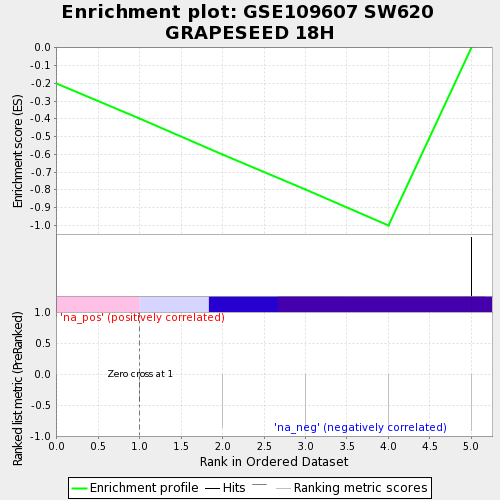 Enrichment plot: GSE109607 SW620
GRAPESEED 18H
Enrichment score (ES)
0.0
-0.1
-0.2
-0.3
-0.4
-0.5
-0.6
-0.7
-0.8
-0.9
-1.0
Ranked list metric (PreRanked)
1.0
0.5
0.0
-0.5
-1.0
'na_pos' (positively correlated)
Zero cross at 1
'na_neg' (negatively correlated)
0.0 0.5 1.0 1.5 2.0 2.5 3.0 3.5 4.0 4.5 5.0
Rank in Ordered Dataset
Enrichment profile Hits Ranking metric scores